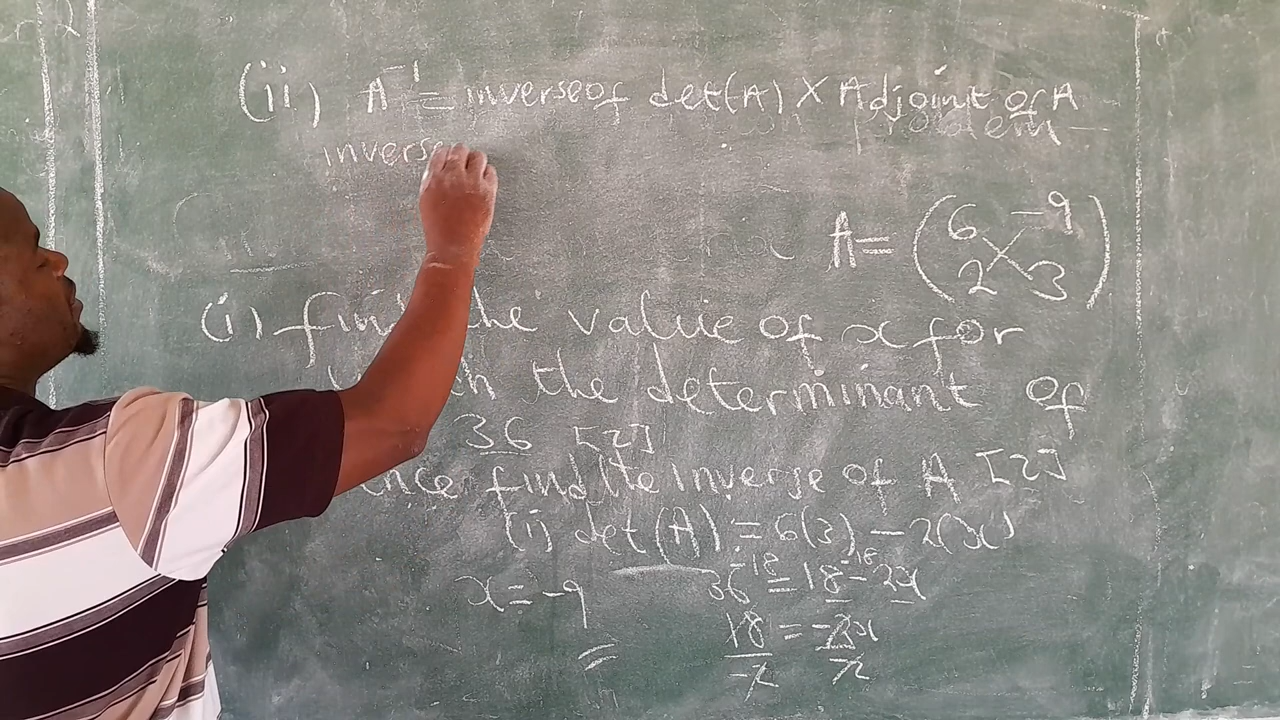 (ii) A⁻¹ = inverse of det(A) × Adjoint of A
problem
inverse
A = (6 -9
2 3)
(i) find the value of x for
the determinant of
36 [2]
find the inverse of A [2]
(i) det(A) = 6(3) - 2(x)
36 -18 = 18 -18 - 2x
x = -9
18 = -2x
-2 -2